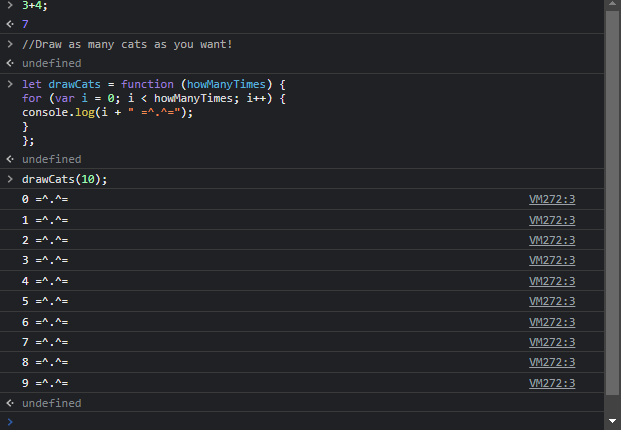 > 3+4;
<· 7
> //Draw as many cats as you want!
<· undefined
> let drawCats = function (howManyTimes) {
for (var i = 0; i < howManyTimes; i++) {
console.log(i + " =^.^=");
}
};
<· undefined
> drawCats(10);
0 =^.^= VM272:3
1 =^.^= VM272:3
2 =^.^= VM272:3
3 =^.^= VM272:3
4 =^.^= VM272:3
5 =^.^= VM272:3
6 =^.^= VM272:3
7 =^.^= VM272:3
8 =^.^= VM272:3
9 =^.^= VM272:3
<· undefined
>